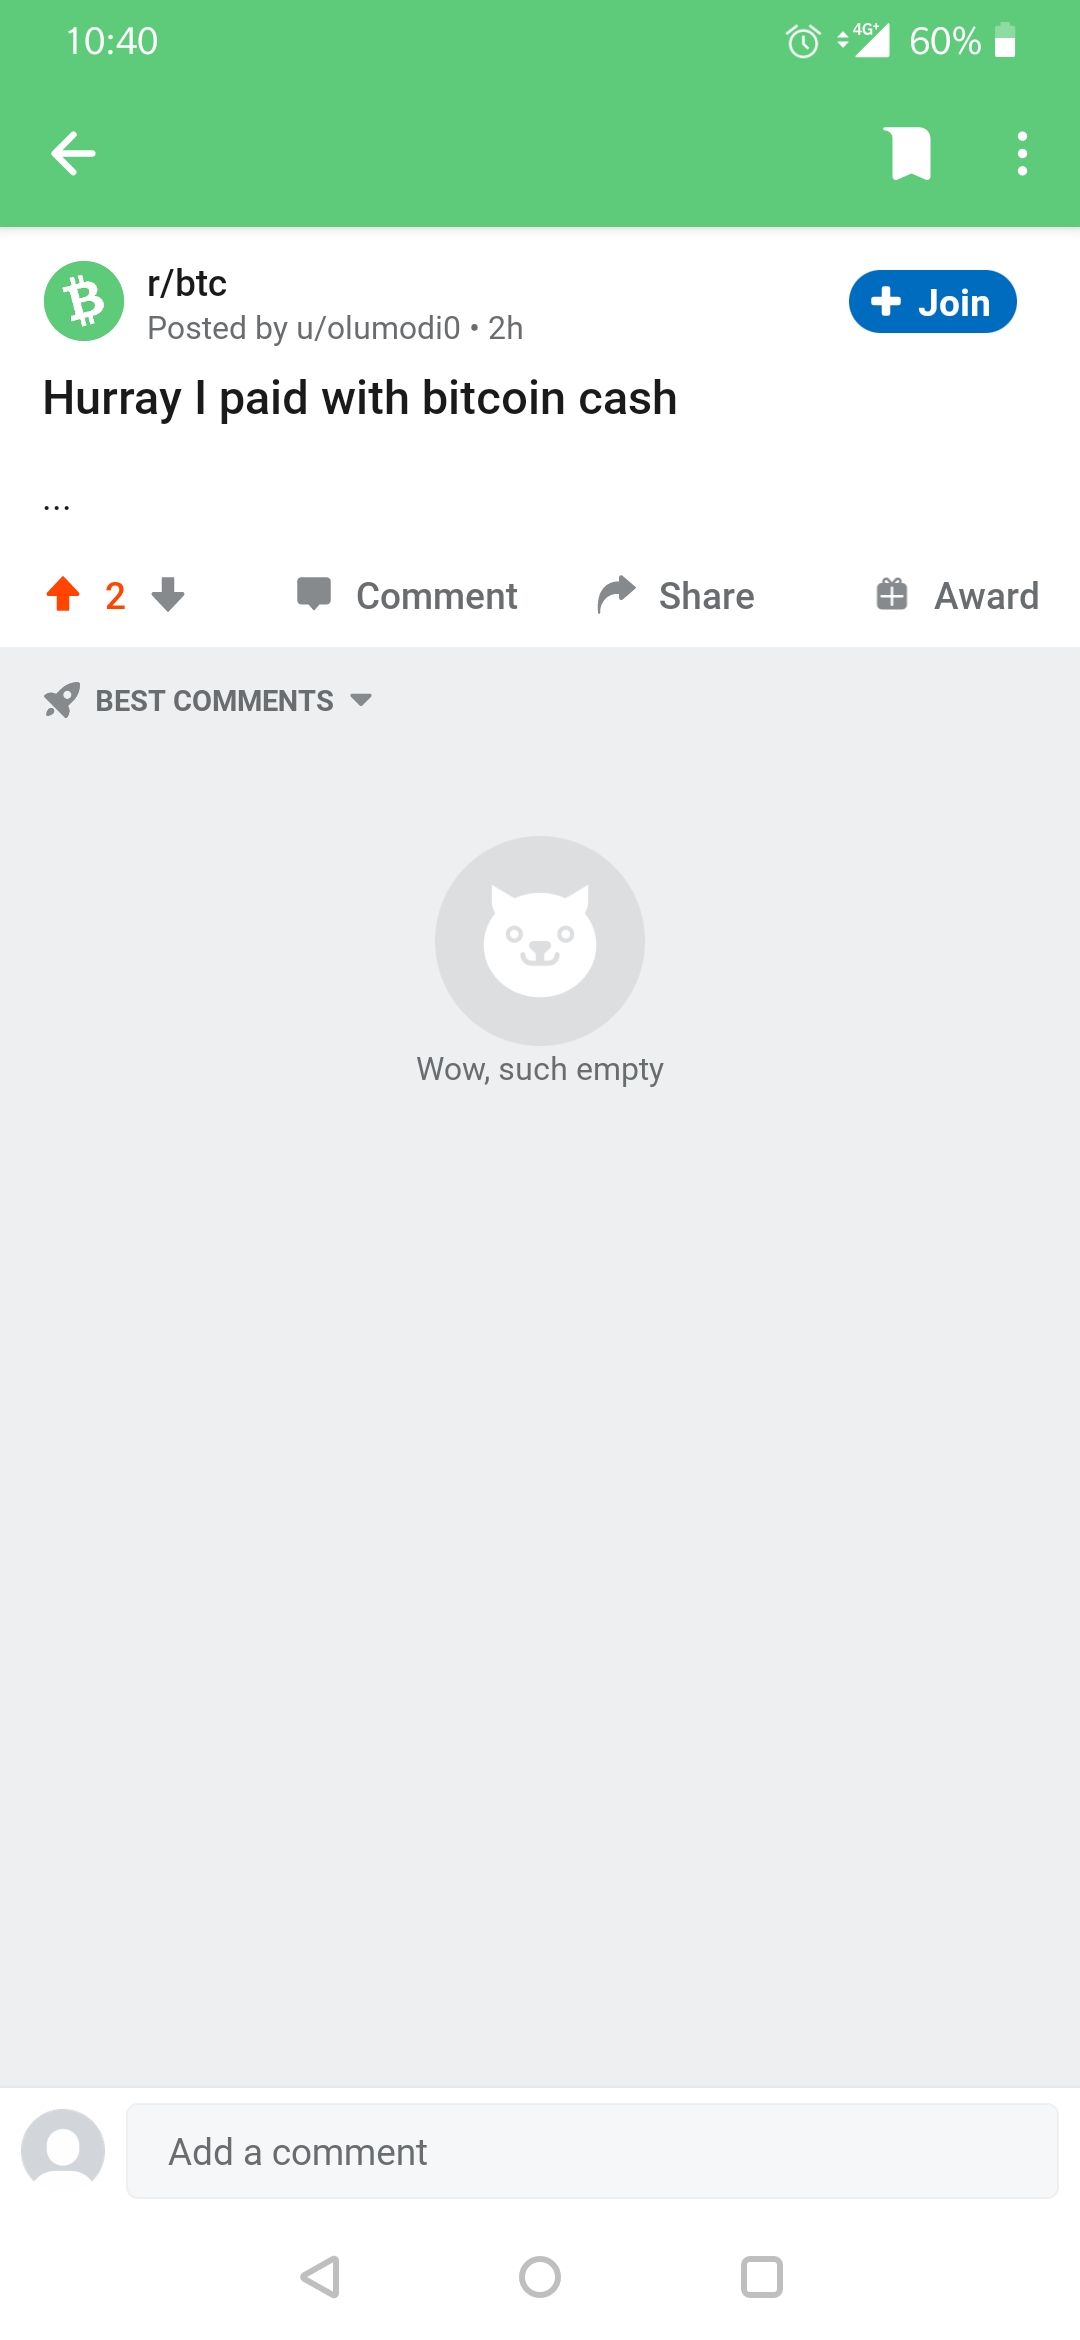 10:40
4G+ 60%
r/btc
Posted by u/olumodi0 • 2h
+ Join
Hurray I paid with bitcoin cash
...
2 Comment Share Award
BEST COMMENTS
Wow, such empty
Add a comment